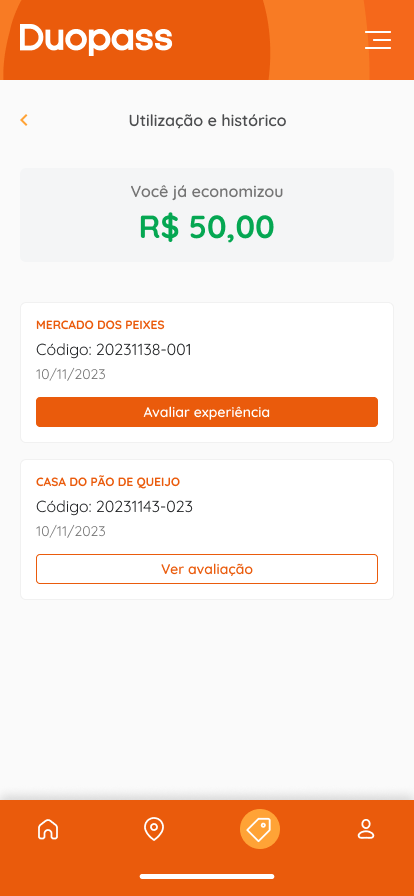 Duopass
Utilização e histórico
Você já economizou
R$ 50,00
MERCADO DOS PEIXES
Código: 20231138-001
10/11/2023
Avaliar experiência
CASA DO PÃO DE QUEIJO
Código: 20231143-023
10/11/2023
Ver avaliação